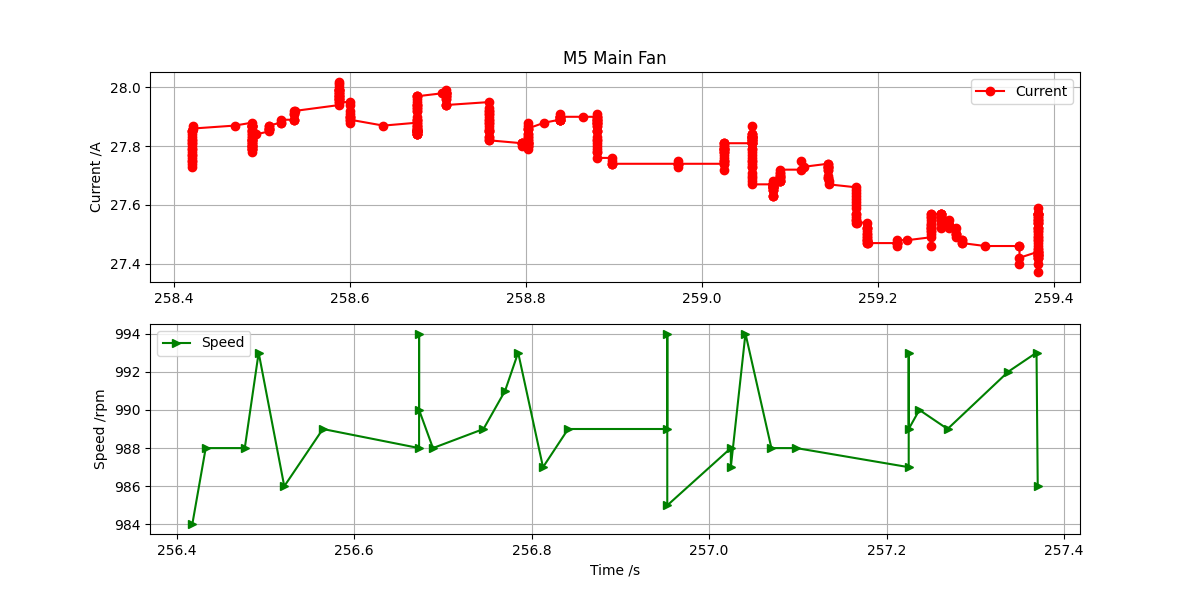 M5 Main Fan
28.0
27.8
27.6
27.4
Current /A
Current
258.4 258.6 258.8 259.0 259.2 259.4
994
992
990
988
986
984
Speed /rpm
Speed
256.4 256.6 256.8 257.0 257.2 257.4
Time /s